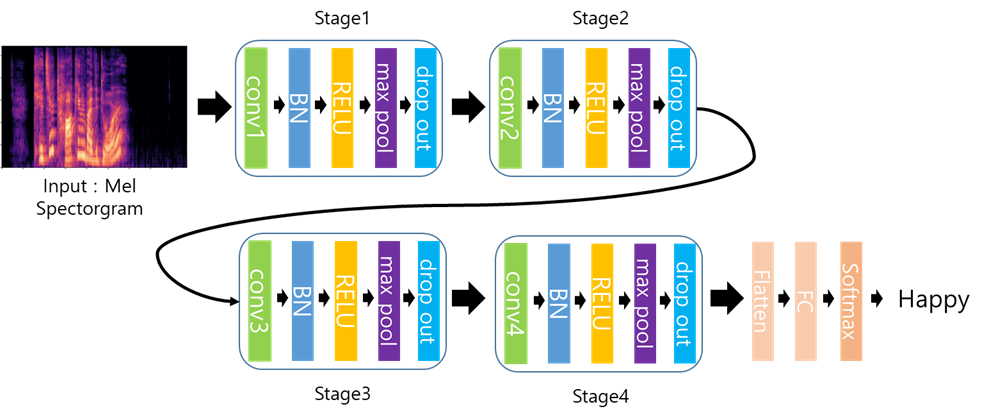 Stage1
Stage2
conv1
BN
RELU
max pool
drop out
conv2
BN
RELU
max pool
drop out
Input : Mel
Spectorgram
conv3
BN
RELU
max pool
drop out
conv4
BN
RELU
max pool
drop out
Flatten
FC
Softmax
Happy
Stage3
Stage4